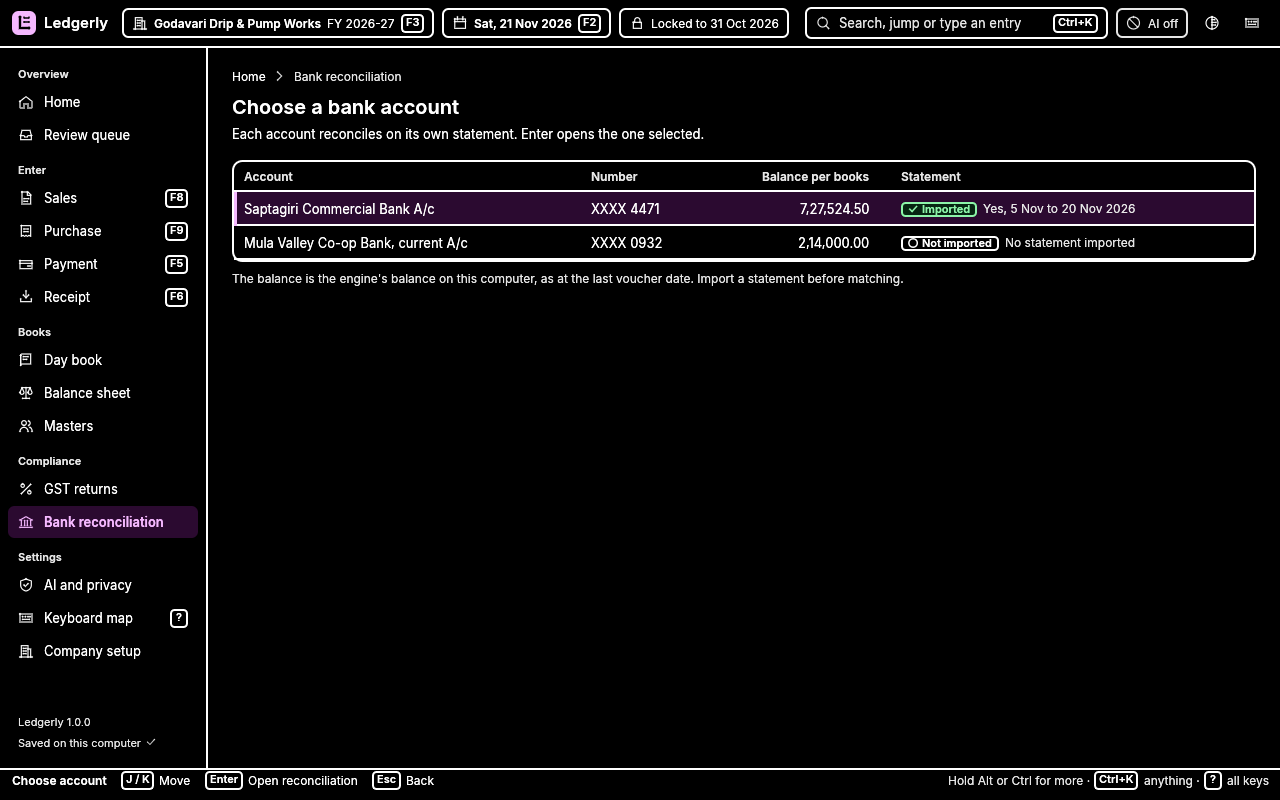 Ledgerly
Godavari Drip & Pump Works FY 2026-27 F3
Sat, 21 Nov 2026 F2
Locked to 31 Oct 2026
Search, jump or type an entry Ctrl+K
AI off
Overview
Home
Review queue
Enter
Sales F8
Purchase F9
Payment F5
Receipt F6
Books
Day book
Balance sheet
Masters
Compliance
GST returns
Bank reconciliation
Settings
AI and privacy
Keyboard map ?
Company setup
Ledgerly 1.0.0
Saved on this computer
Home Bank reconciliation
Choose a bank account
Each account reconciles on its own statement. Enter opens the one selected.
Account Number Balance per books Statement
Saptagiri Commercial Bank A/c XXXX 4471 7,27,524.50 Imported Yes, 5 Nov to 20 Nov 2026
Mula Valley Co-op Bank, current A/c XXXX 0932 2,14,000.00 Not imported No statement imported
The balance is the engine's balance on this computer, as at the last voucher date. Import a statement before matching.
Choose account J / K Move Enter Open reconciliation Esc Back
Hold Alt or Ctrl for more · Ctrl+K anything · ? all keys